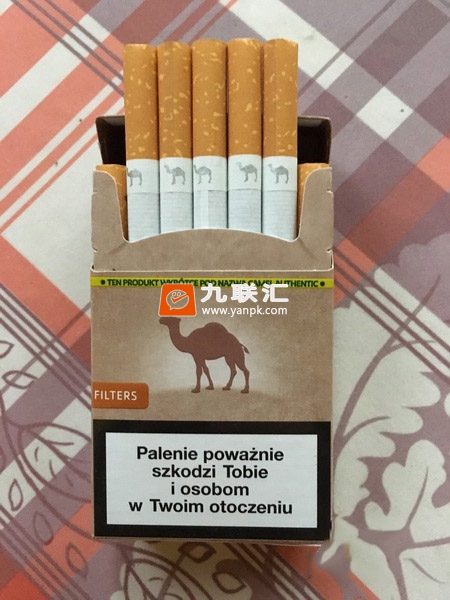 • TEN PRODUKT WKRÓTCE POD NAZWĄ CAMEL AUTHENTIC •
九联汇
www.yanpk.com
FILTERS
Palenie poważnie
szkodzi Tobie
i osobom
w Twoim otoczeniu